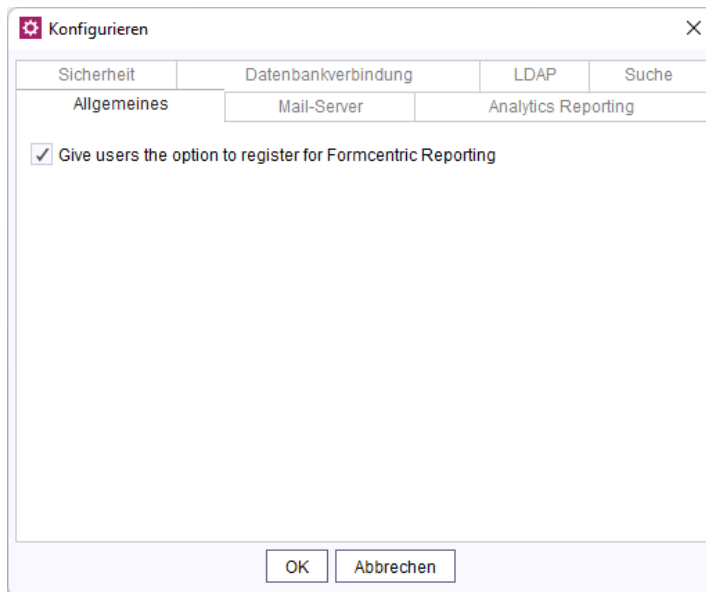 Konfigurieren
Sicherheit Datenbankverbindung LDAP Suche
Allgemeines Mail-Server Analytics Reporting
Give users the option to register for Formcentric Reporting
OK Abbrechen